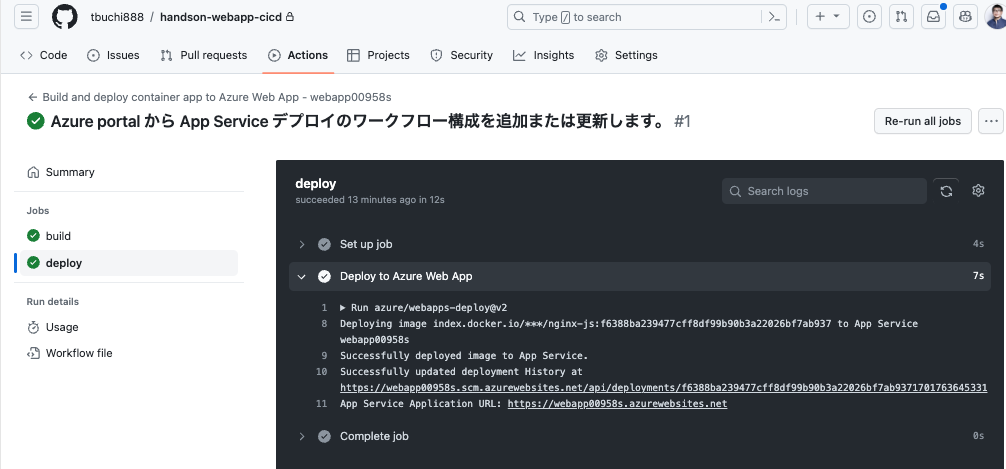 tbuchi888 / handson-webapp-cicd
Type / to search
Code
Issues
Pull requests
Actions
Projects
Security
Insights
Settings
← Build and deploy container app to Azure Web App - webapp00958s
Azure portal から App Service デプロイのワークフロー構成を追加または更新します。 #1
Re-run all jobs
Summary
Jobs
build
deploy
Run details
Usage
Workflow file
deploy
succeeded 13 minutes ago in 12s
Search logs
Set up job
4s
Deploy to Azure Web App
7s
1 ▶ Run azure/webapps-deploy@v2
8 Deploying image index.docker.io/***/nginx-js:f6388ba239477cff8df99b90b3a22026bf7ab937 to App Service
webapp00958s
9 Successfully deployed image to App Service.
10 Successfully updated deployment History at
https://webapp00958s.scm.azurewebsites.net/api/deployments/f6388ba239477cff8df99b90b3a22026bf7ab9371701763645331
11 App Service Application URL: https://webapp00958s.azurewebsites.net
Complete job
0s